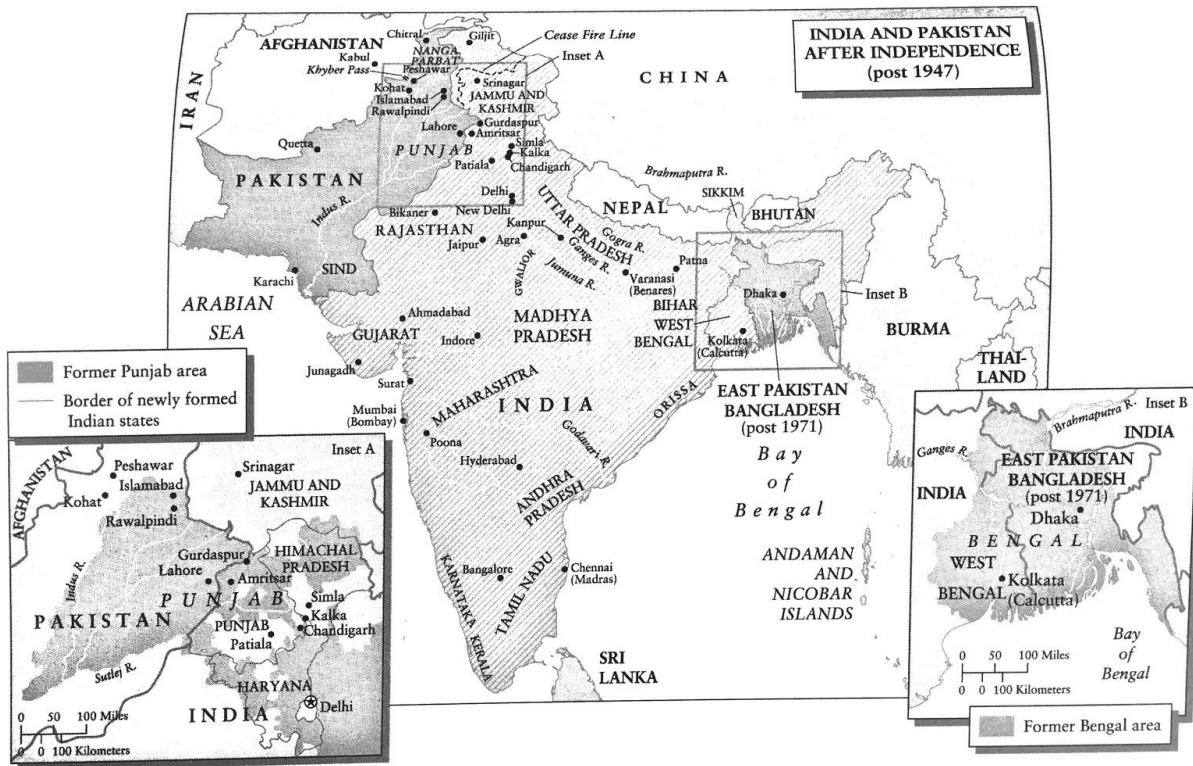 INDIA AND PAKISTAN
AFTER INDEPENDENCE
(post 1947)
AFGHANISTAN
Chitral
Giljit
Cease Fire Line
Inset A
NANGA
PARBAT
Kabul
Khyber Pass
Peshawar
CHINA
IRAN
Kohat
Islamabad
Rawalpindi
Srinagar
JAMMU AND
KASHMIR
Gurdaspur
Lahore
Amritsar
Quetta
PUNJAB
Simla
Kalka
Patiala
Chandigarh
PAKISTAN
Indus R.
Delhi
New Delhi
Brahmaputra R.
SIKKIM
NEPAL
BHUTAN
Bikaner
RAJASTHAN
UTTAR PRADESH
Kanpur
Gogra R.
Jaipur
Agra
Ganges R.
GWALIOR
Jumuna R.
Patna
Varanasi
(Benares)
SIND
Karachi
Dhaka
Inset B
ARABIAN
SEA
Ahmadabad
MADHYA
PRADESH
BIHAR
WEST
BENGAL
BURMA
GUJARAT
Indore
Kolkata
(Calcutta)
THAI-
LAND
Junagadh
Surat
MAHARASHTRA
INDIA
ORISSA
EAST PAKISTAN
BANGLADESH
(post 1971)
Mumbai
(Bombay)
Poona
Godauari R.
Hyderabad
Bay
of
Bengal
ANDHRA
PRADESH
ANDAMAN
AND
NICOBAR
ISLANDS
Bangalore
Chennai
(Madras)
KARNATAKA
KERALA
TAMIL NADU
SRI
LANKA
Former Punjab area
Border of newly formed
Indian states
Inset A
AFGHANISTAN
Peshawar
Islamabad
Srinagar
JAMMU AND
KASHMIR
Kohat
Rawalpindi
Gurdaspur
HIMACHAL
PRADESH
Lahore
Amritsar
Indus R.
PUNJAB
Simla
PAKISTAN
Kalka
PUNJAB
Chandigarh
Patiala
Sutlej R.
HARYANA
INDIA
Delhi
0 50 100 Miles
0 100 Kilometers
Inset B
Brahmaputra R.
INDIA
Ganges R.
EAST PAKISTAN
BANGLADESH
(post 1971)
INDIA
Dhaka
BENGAL
WEST
BENGAL
Kolkata
(Calcutta)
0 50 100 Miles
0 100 Kilometers
Bay
of
Bengal
Former Bengal area